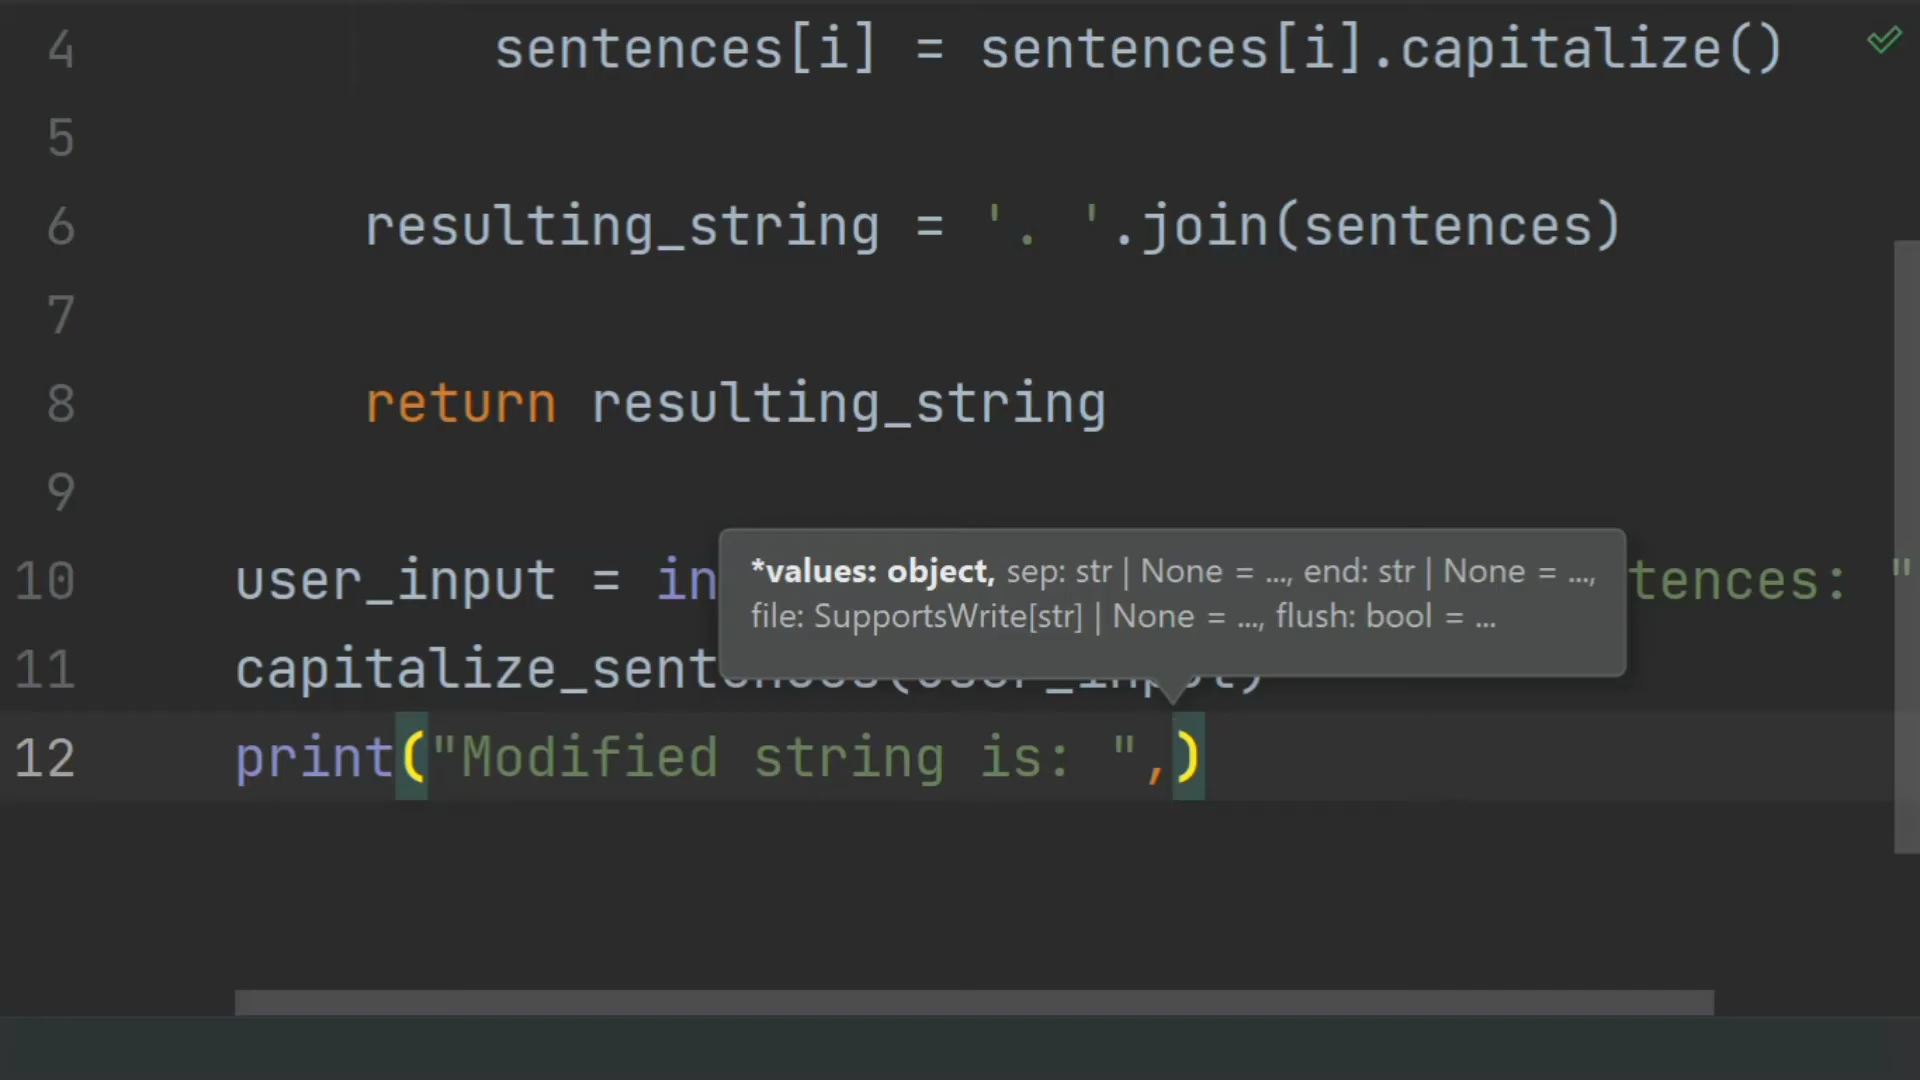 4 sentences[i] = sentences[i].capitalize()
5
6 resulting_string = '. '.join(sentences)
7
8 return resulting_string
9
*values: object, sep: str | None = ..., end: str | None = ...,
file: SupportsWrite[str] | None = ..., flush: bool = ...
10 user_input = in tences: "
11 capitalize_sentences(user_input)
12 print("Modified string is: ",)